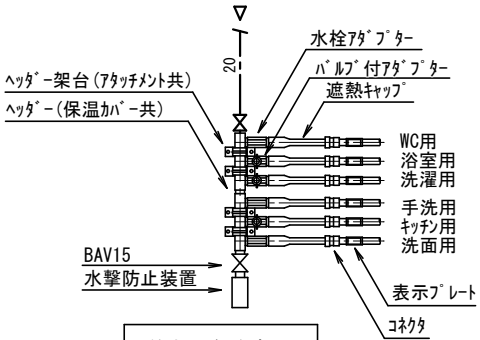 20
水栓ｱﾀﾞﾌﾟﾀｰ
ﾊﾞﾙﾌﾞ付ｱﾀﾞﾌﾟﾀｰ
遮熱ｷｬｯﾌﾟ
ﾍｯﾀﾞｰ架台(ｱﾀｯﾁﾒﾝﾄ共)
ﾍｯﾀﾞｰ(保温ｶﾊﾞｰ共)
WC用
浴室用
洗濯用
手洗用
ｷｯﾁﾝ用
洗面用
BAV15
水撃防止装置
表示ﾌﾟﾚｰﾄ
ｺﾈｸﾀ